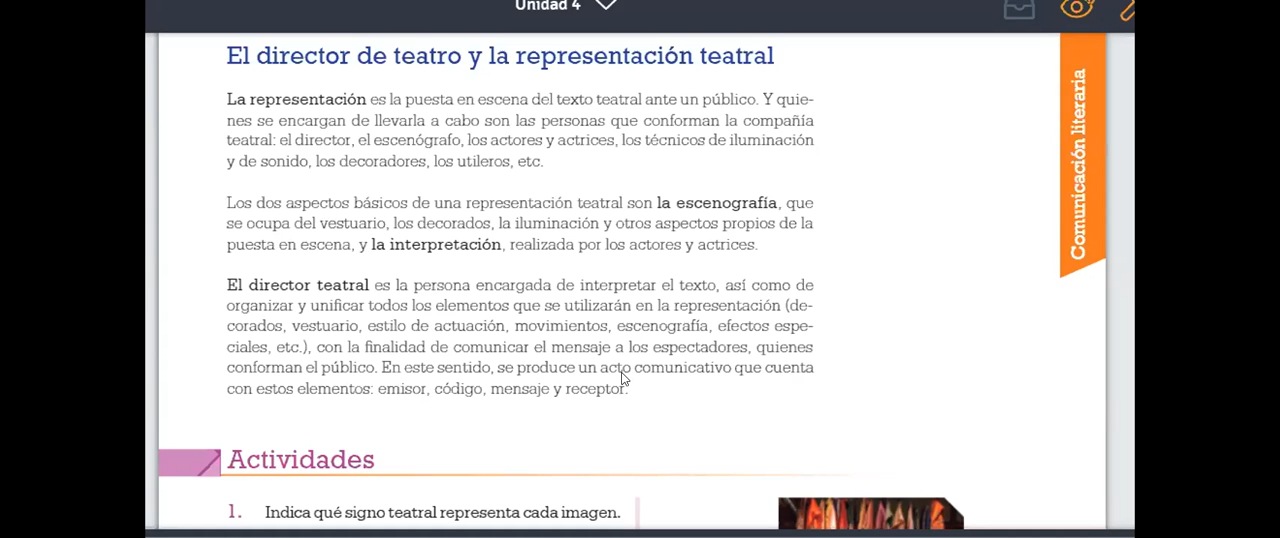 Unidad 4
El director de teatro y la representación teatral
La representación es la puesta en escena del texto teatral ante un público. Y quie-
nes se encargan de llevarla a cabo son las personas que conforman la compañía
teatral: el director, el escenógrafo, los actores y actrices, los técnicos de iluminación
y de sonido, los decoradores, los utileros, etc.
Los dos aspectos básicos de una representación teatral son la escenografía, que
se ocupa del vestuario, los decorados, la iluminación y otros aspectos propios de la
puesta en escena, y la interpretación, realizada por los actores y actrices.
El director teatral es la persona encargada de interpretar el texto, así como de
organizar y unificar todos los elementos que se utilizarán en la representación (de-
corados, vestuario, estilo de actuación, movimientos, escenografía, efectos espe-
ciales, etc.), con la finalidad de comunicar el mensaje a los espectadores, quienes
conforman el público. En este sentido, se produce un acto comunicativo que cuenta
con estos elementos: emisor, código, mensaje y receptor.
Comunicación literaria
Actividades
1. Indica qué signo teatral representa cada imagen.